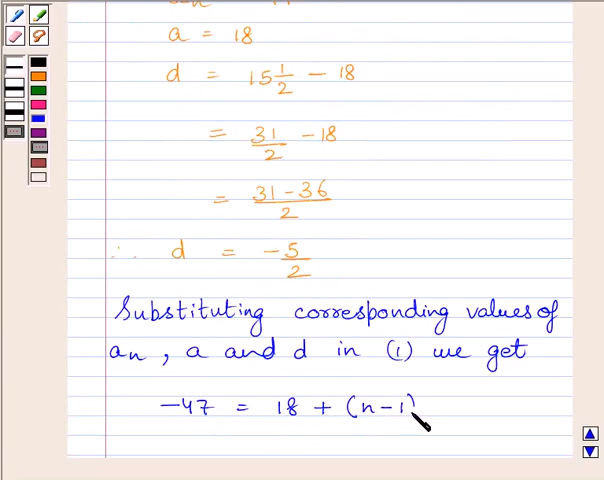 a = 18
d = 15 1/2 - 18
= 31/2 - 18
= (31 - 36)/2
∴ d = -5/2
Substituting corresponding values of
aₙ, a and d in (1) we get
-47 = 18 + (n-1)